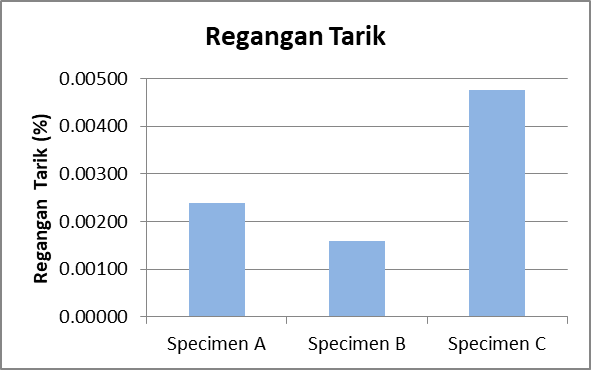 Regangan Tarik
Regangan  Tarik (%)
0.00500
0.00400
0.00300
0.00200
0.00100
0.00000
Specimen A
Specimen B
Specimen C